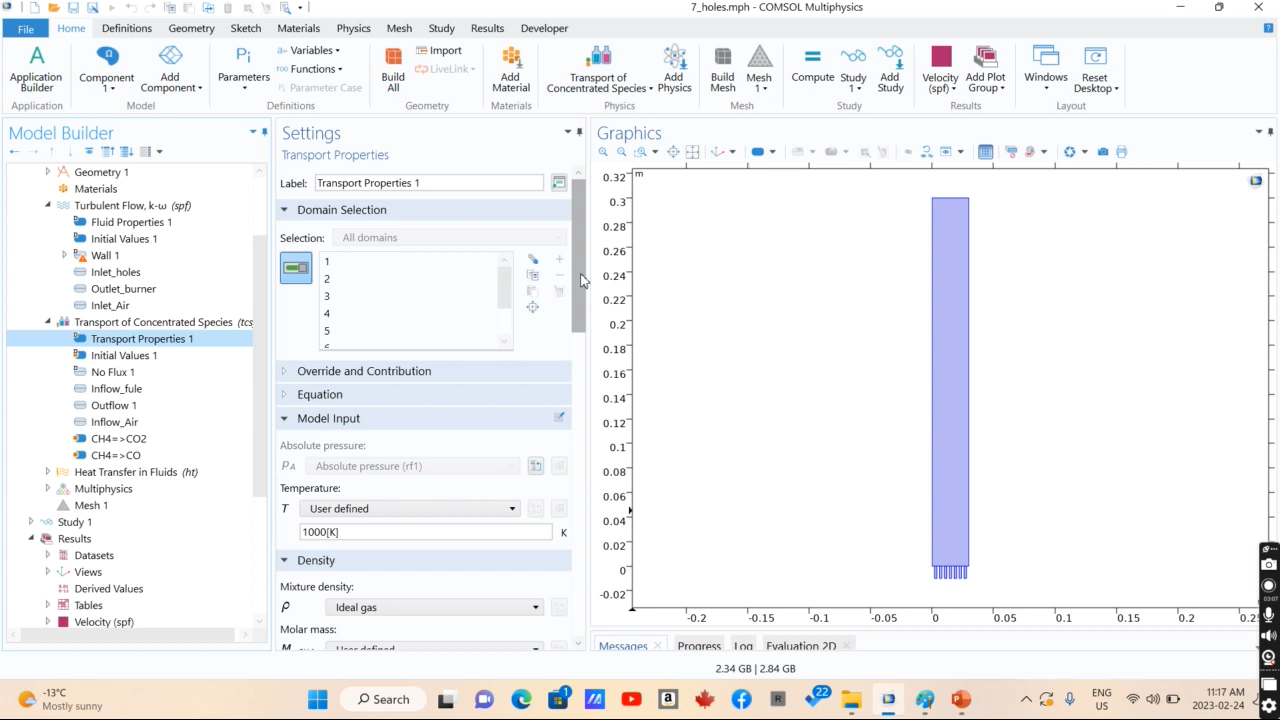 7_holes.mph - COMSOL Multiphysics
File Home Definitions Geometry Sketch Materials Physics Mesh Study Results Developer
Application Builder
Component 1
Add Component
Parameters
a= Variables
f(x) Functions
Pi Parameter Case
Build All
Import
LiveLink
Add Material
Transport of Concentrated Species
Add Physics
Build Mesh
Mesh 1
Compute
Study 1
Add Study
Velocity (spf)
Add Plot Group
Windows
Reset Desktop
Application Model Definitions Geometry Materials Physics Mesh Study Results Layout
Model Builder
Geometry 1
Materials
Turbulent Flow, k-ω (spf)
Fluid Properties 1
Initial Values 1
Wall 1
Inlet_holes
Outlet_burner
Inlet_Air
Transport of Concentrated Species (tcs
Transport Properties 1
Initial Values 1
No Flux 1
Inflow_fule
Outflow 1
Inflow_Air
CH4=>CO2
CH4=>CO
Heat Transfer in Fluids (ht)
Multiphysics
Mesh 1
Study 1
Results
Datasets
Views
Derived Values
Tables
Velocity (spf)
Settings
Transport Properties
Label: Transport Properties 1
Domain Selection
Selection: All domains
1
2
3
4
5
6
Override and Contribution
Equation
Model Input
Absolute pressure:
pA Absolute pressure (rf1)
Temperature:
T User defined
1000[K] K
Density
Mixture density:
ρ Ideal gas
Molar mass:
User defined
Graphics
m
0.32
0.3
0.28
0.26
0.24
0.22
0.2
0.18
0.16
0.14
0.12
0.1
0.08
0.06
0.04
0.02
0
-0.02
-0.2 -0.15 -0.1 -0.05 0 0.05 0.1 0.15 0.2 0.25
Messages Progress Log Evaluation 2D
2.34 GB | 2.84 GB
-13°C
Mostly sunny
Search
1
22
ENG
US
11:17 AM
2023-02-24
03:07